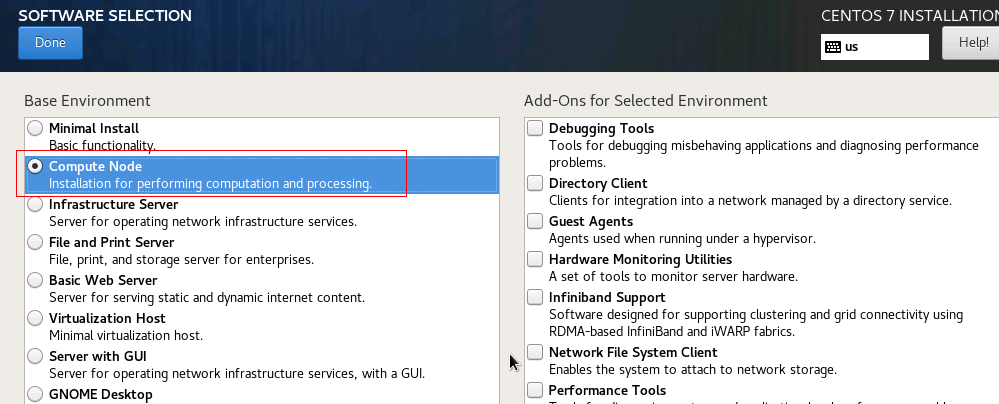 SOFTWARE SELECTION
CENTOS 7 INSTALLATION
Done
us
Help!
Base Environment
Minimal Install
Basic functionality.
Compute Node
Installation for performing computation and processing.
Infrastructure Server
Server for operating network infrastructure services.
File and Print Server
File, print, and storage server for enterprises.
Basic Web Server
Server for serving static and dynamic internet content.
Virtualization Host
Minimal virtualization host.
Server with GUI
Server for operating network infrastructure services, with a GUI.
GNOME Desktop
Add-Ons for Selected Environment
Debugging Tools
Tools for debugging misbehaving applications and diagnosing performance
problems.
Directory Client
Clients for integration into a network managed by a directory service.
Guest Agents
Agents used when running under a hypervisor.
Hardware Monitoring Utilities
A set of tools to monitor server hardware.
Infiniband Support
Software designed for supporting clustering and grid connectivity using
RDMA-based InfiniBand and iWARP fabrics.
Network File System Client
Enables the system to attach to network storage.
Performance Tools